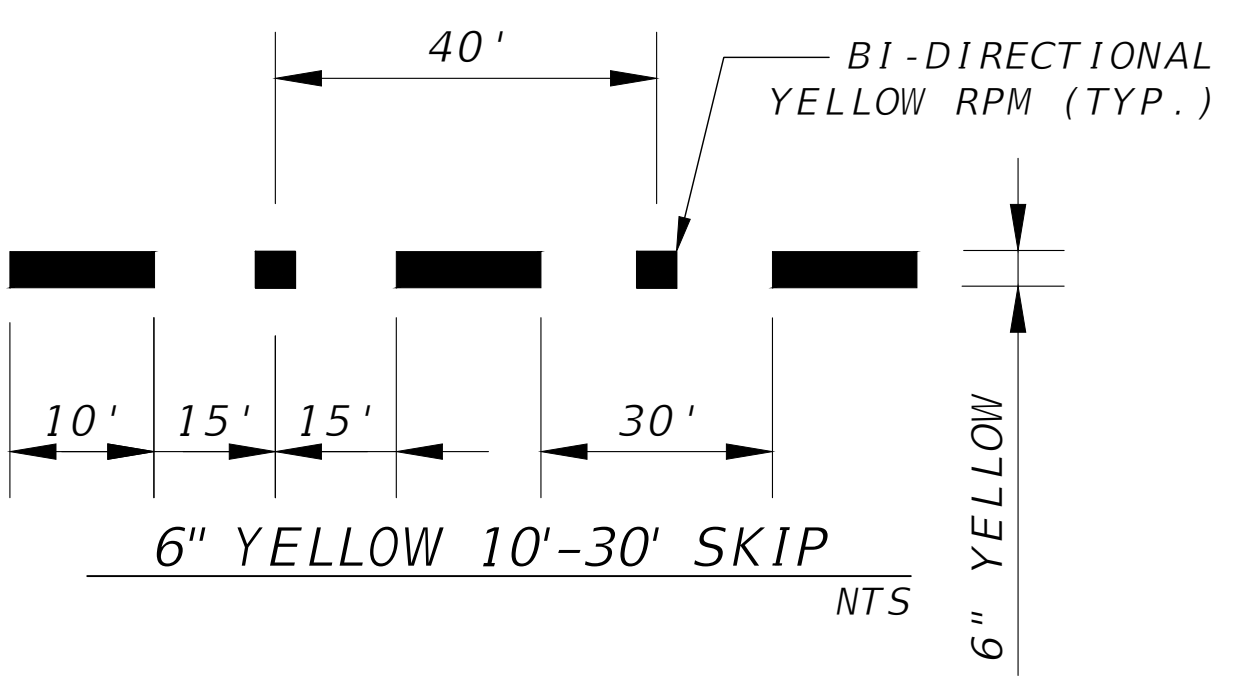 40'
BI-DIRECTIONAL
YELLOW RPM (TYP.)
10'
15'
15'
30'
6" YELLOW
6" YELLOW 10'-30' SKIP
NTS